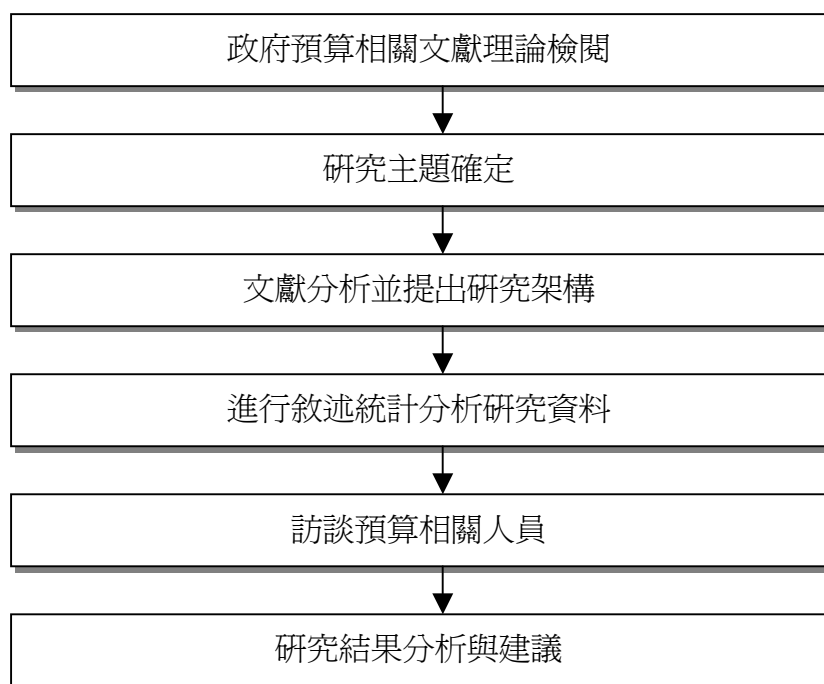 政府預算相關文獻理論檢閱
研究主題確定
文獻分析並提出研究架構
進行敘述統計分析研究資料
訪談預算相關人員
研究結果分析與建議